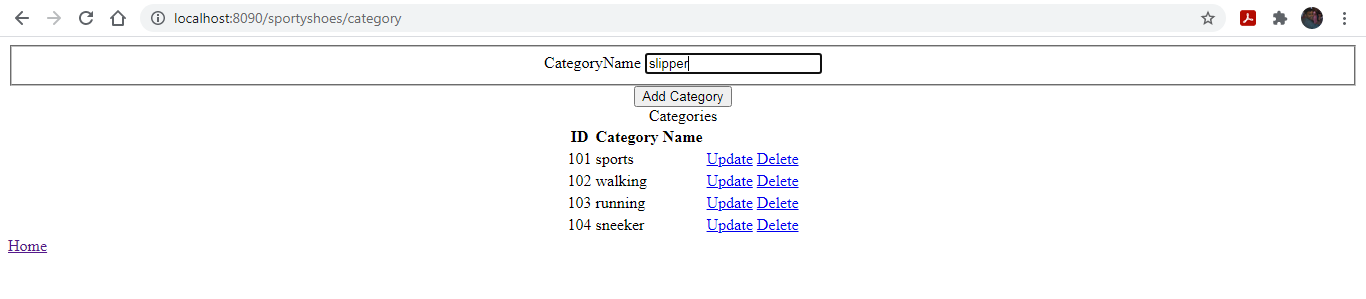 localhost:8090/sportyshoes/category
CategoryName slipper
Add Category
Categories
ID Category Name
101 sports Update Delete
102 walking Update Delete
103 running Update Delete
104 sneeker Update Delete
Home